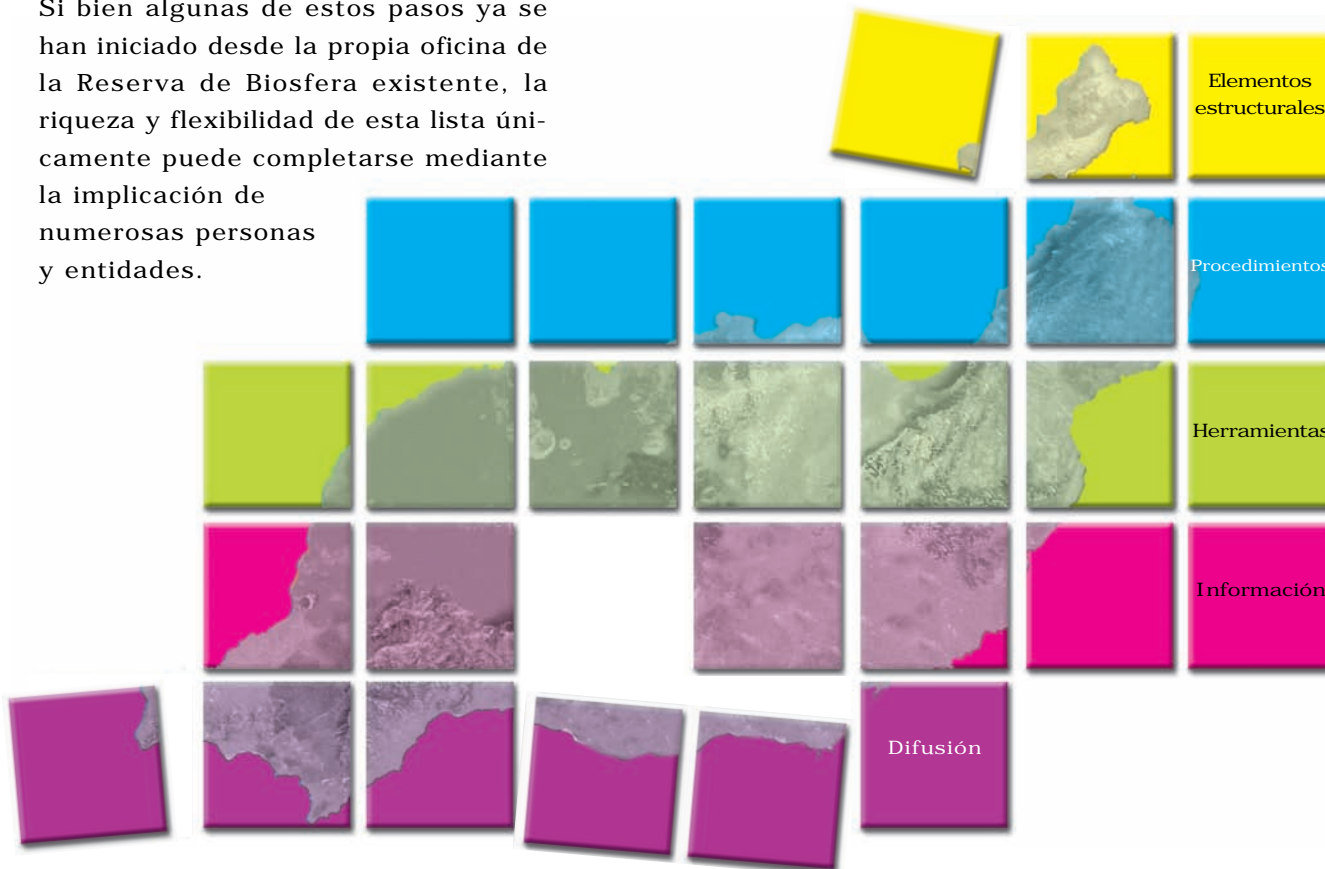 Si bien algunas de estos pasos ya se
han iniciado desde la propia oficina de
la Reserva de Biosfera existente, la
riqueza y flexibilidad de esta lista úni-
camente puede completarse mediante
la implicación de
numerosas personas
y entidades.
Elementos
estructurales
Procedimientos
Herramientas
Información
Difusión